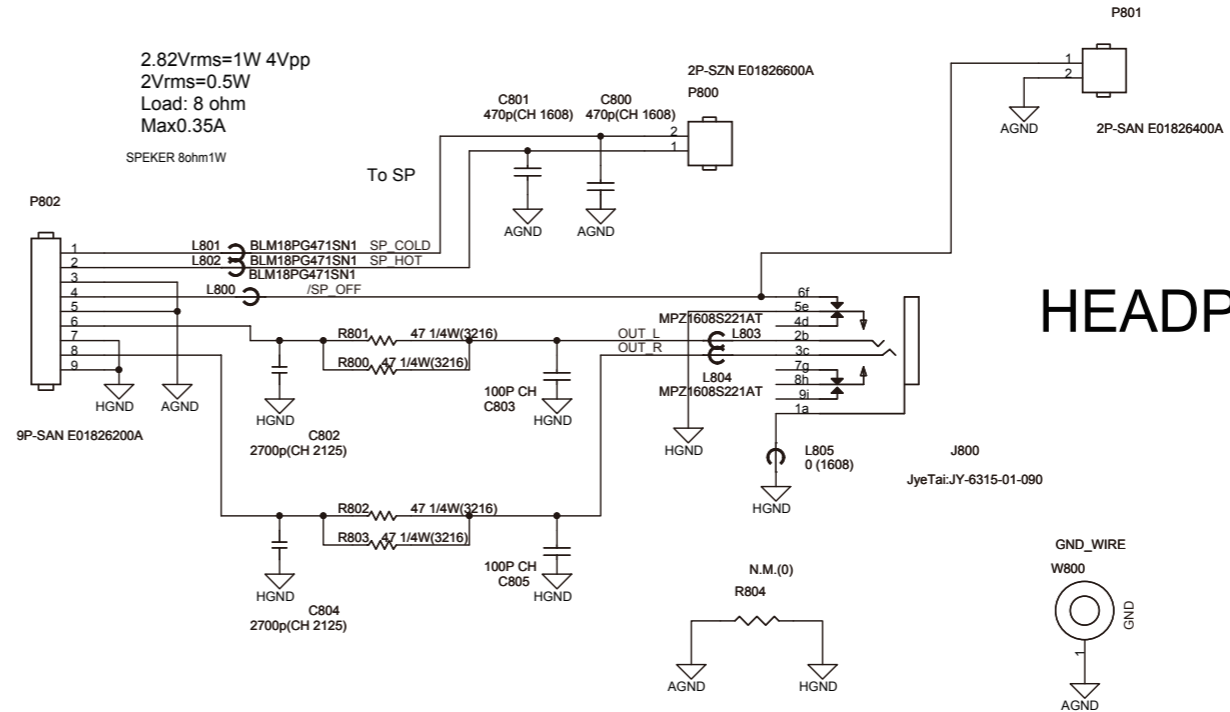 P801
1
2
AGND
2P-SAN E01826400A
2.82Vrms=1W 4Vpp
2Vrms=0.5W
Load: 8 ohm
Max0.35A
SPEKER 8ohm1W
2P-SZN E01826600A
P800
C801
470p(CH 1608)
C800
470p(CH 1608)
2
1
To SP
AGND
AGND
P802
1
2
3
4
5
6
7
8
9
L801
BLM18PG471SN1
SP_COLD
L802
BLM18PG471SN1
SP_HOT
BLM18PG471SN1
L800
/SP_OFF
HGND
AGND
9P-SAN E01826200A
R801
47 1/4W(3216)
R800
47 1/4W(3216)
HGND
C802
2700p(CH 2125)
100P CH
C803
HGND
OUT_L
OUT_R
MPZ1608S221AT
L803
L804
MPZ1608S221AT
6f
5e
4d
2b
3c
7g
8h
9i
1a
HGND
L805
0 (1608)
HGND
HEADP
J800
JyeTai:JY-6315-01-090
R802
47 1/4W(3216)
R803
47 1/4W(3216)
HGND
C804
2700p(CH 2125)
100P CH
C805
HGND
N.M.(0)
R804
AGND
HGND
GND_WIRE
W800
GND
1
AGND